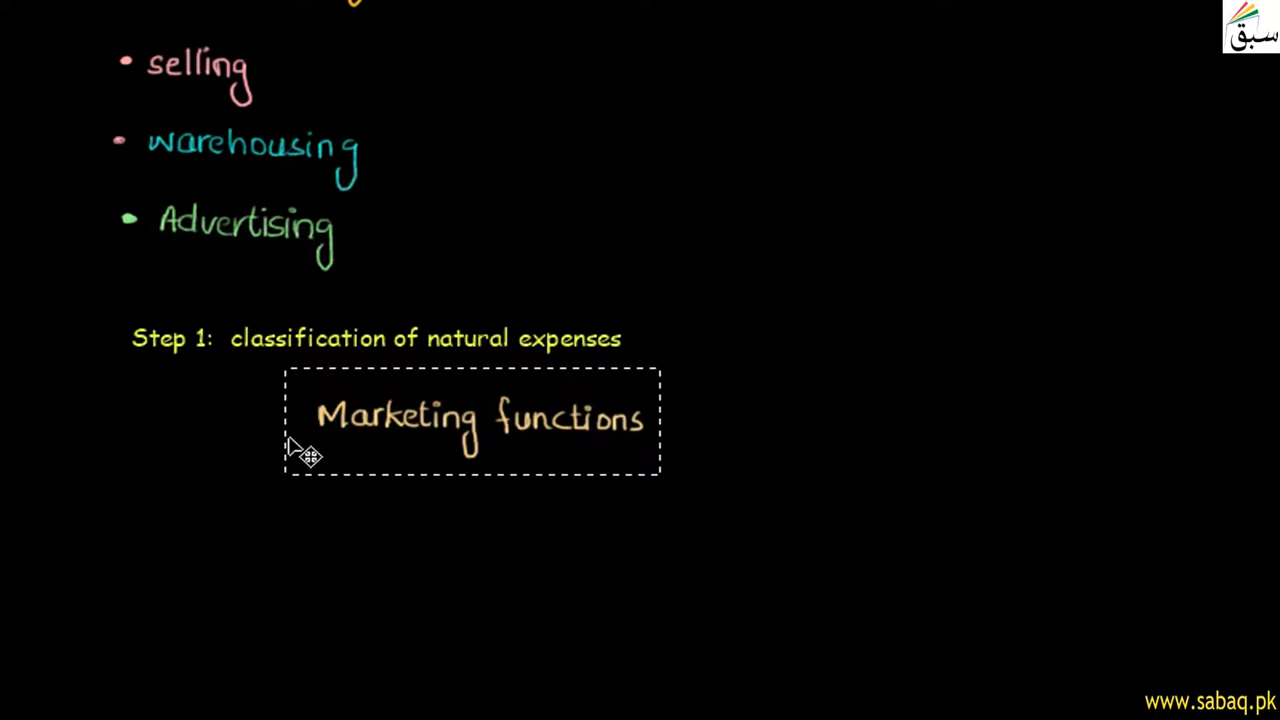 سبق
• selling
• warehousing
• Advertising
Step 1: classification of natural expenses
Marketing functions
www.sabaq.pk